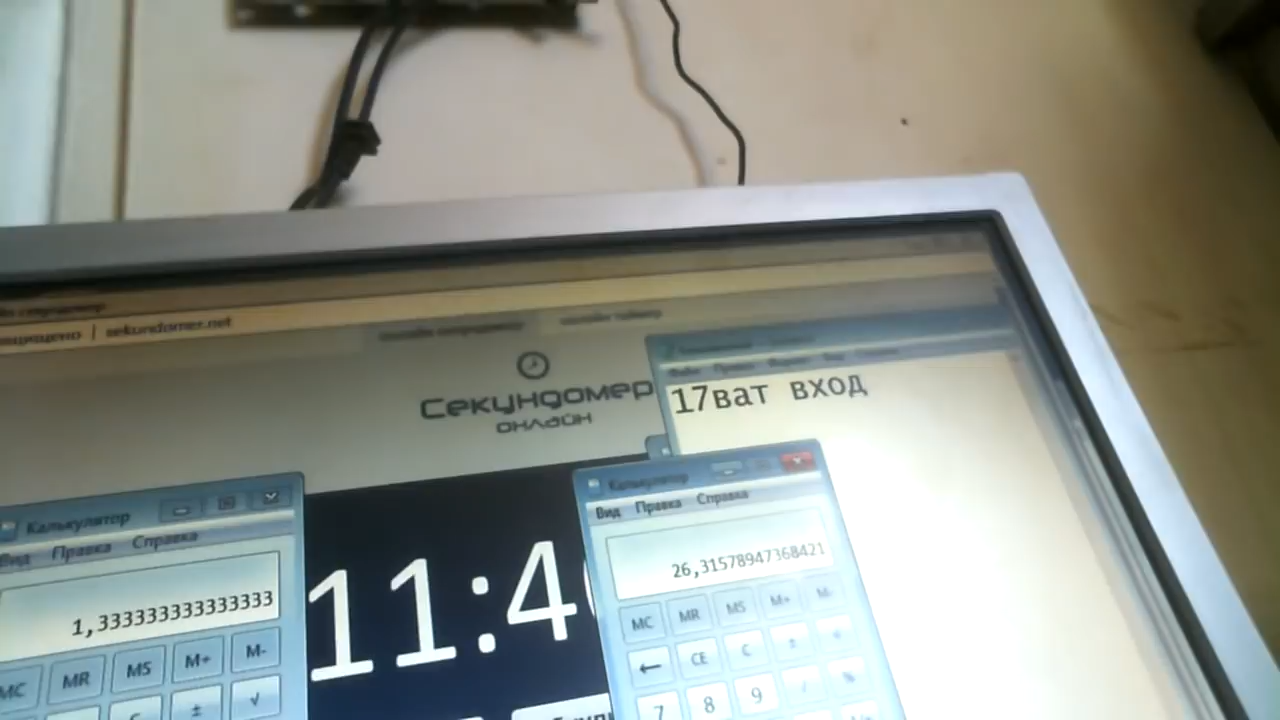 sekundomer.net
Секундомер
онлайн
17ват вход
Калькулятор
Вид Правка Справка
1,333333333333333
MC MR MS M+ M-
C ± √
11:4
Калькулятор
Вид Правка Справка
26,31578947368421
MC MR MS M+ M-
← CE C ±
7 8 9 / %